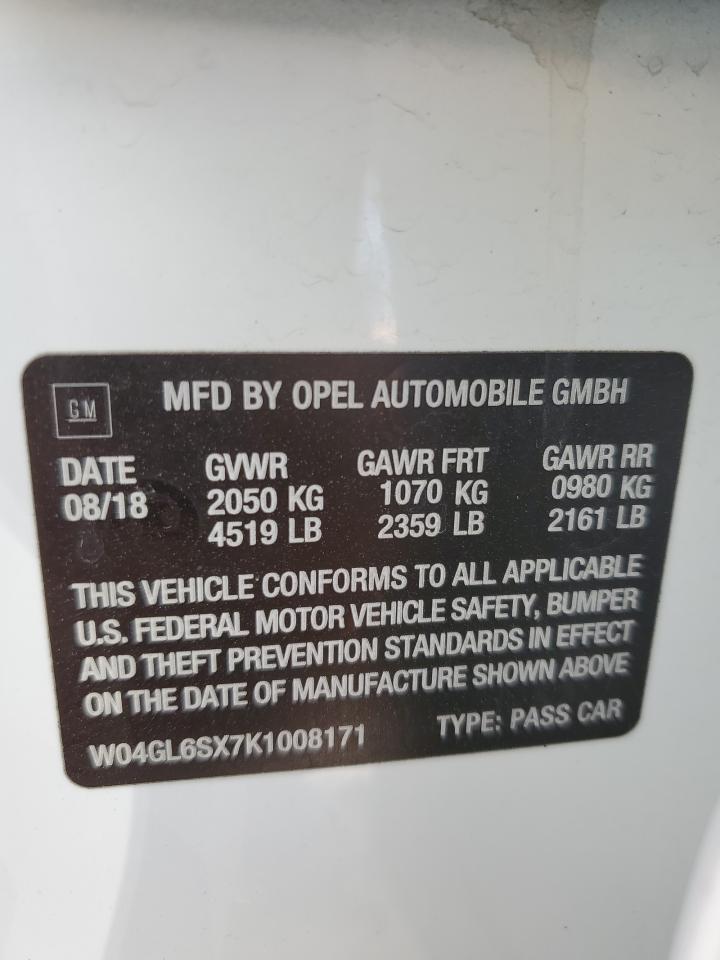 GM
MFD BY OPEL AUTOMOBILE GMBH
DATE GVWR GAWR FRT GAWR RR
08/18 2050 KG 1070 KG 0980 KG
4519 LB 2359 LB 2161 LB
THIS VEHICLE CONFORMS TO ALL APPLICABLE
U.S. FEDERAL MOTOR VEHICLE SAFETY, BUMPER
AND THEFT PREVENTION STANDARDS IN EFFECT
ON THE DATE OF MANUFACTURE SHOWN ABOVE
W04GL6SX7K1008171 TYPE: PASS CAR